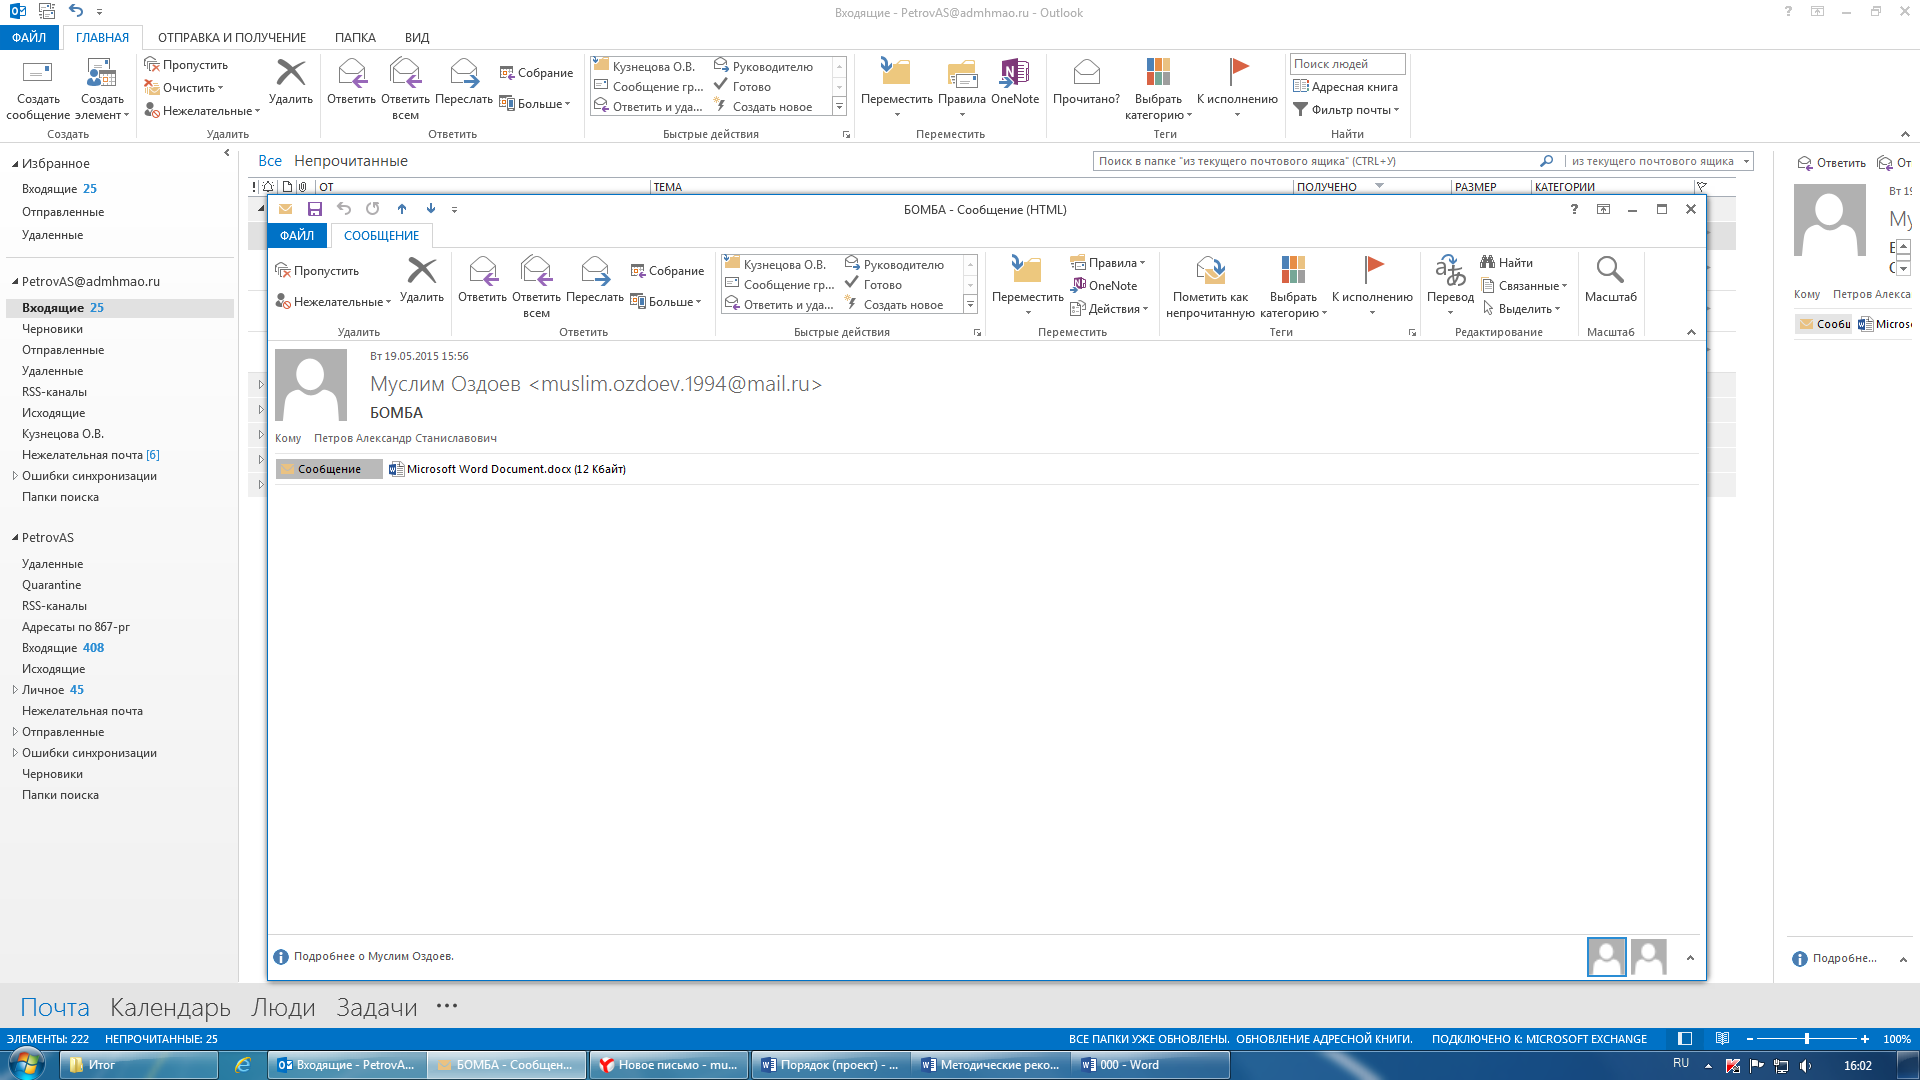 Входящие - PetrovAS@admhmao.ru - Outlook
ФАЙЛ ГЛАВНАЯ ОТПРАВКА И ПОЛУЧЕНИЕ ПАПКА ВИД
Создать сообщение
Создать элемент
Создать
Пропустить
Очистить
Нежелательные
Удалить
Удалить
Ответить
Ответить всем
Переслать
Собрание
Больше
Ответить
Кузнецова О.В.
Сообщение гр...
Ответить и уда...
Руководителю
Готово
Создать новое
Быстрые действия
Переместить
Правила
OneNote
Переместить
Прочитано?
Выбрать категорию
К исполнению
Теги
Поиск людей
Адресная книга
Фильтр почты
Найти
Избранное
Входящие 25
Отправленные
Удаленные
PetrovAS@admhmao.ru
Входящие 25
Черновики
Отправленные
Удаленные
RSS-каналы
Исходящие
Кузнецова О.В.
Нежелательная почта [6]
Ошибки синхронизации
Папки поиска
PetrovAS
Удаленные
Quarantine
RSS-каналы
Адресаты по 867-рг
Входящие 408
Исходящие
Личное 45
Нежелательная почта
Отправленные
Ошибки синхронизации
Черновики
Папки поиска
Все Непрочитанные
Поиск в папке "из текущего почтового ящика" (CTRL+У)
из текущего почтового ящика
ОТ ТЕМА ПОЛУЧЕНО РАЗМЕР КАТЕГОРИИ
БОМБА - Сообщение (HTML)
ФАЙЛ СООБЩЕНИЕ
Пропустить
Нежелательные
Удалить
Удалить
Ответить
Ответить всем
Переслать
Собрание
Больше
Ответить
Кузнецова О.В.
Сообщение гр...
Ответить и уда...
Руководителю
Готово
Создать новое
Быстрые действия
Переместить
Правила
OneNote
Действия
Переместить
Пометить как непрочитанную
Выбрать категорию
К исполнению
Теги
Перевод
Найти
Связанные
Выделить
Редактирование
Масштаб
Масштаб
Вт 19.05.2015 15:56
Муслим Оздоев <muslim.ozdoev.1994@mail.ru>
БОМБА
Кому Петров Александр Станиславович
Сообщение Microsoft Word Document.docx (12 Кбайт)
Подробнее о Муслим Оздоев.
Ответить От
Вт 19
Му
Кому Петров Алекса
Сообщ Micros
Подробне...
Почта Календарь Люди Задачи •••
ЭЛЕМЕНТЫ: 222 НЕПРОЧИТАННЫЕ: 25
ВСЕ ПАПКИ УЖЕ ОБНОВЛЕНЫ. ОБНОВЛЕНИЕ АДРЕСНОЙ КНИГИ. ПОДКЛЮЧЕНО К: MICROSOFT EXCHANGE
100%
Итог
Входящие - PetrovA...
БОМБА - Сообщен...
Новое письмо - mu...
Порядок (проект) - ...
Методические реко...
000 - Word
RU
16:02